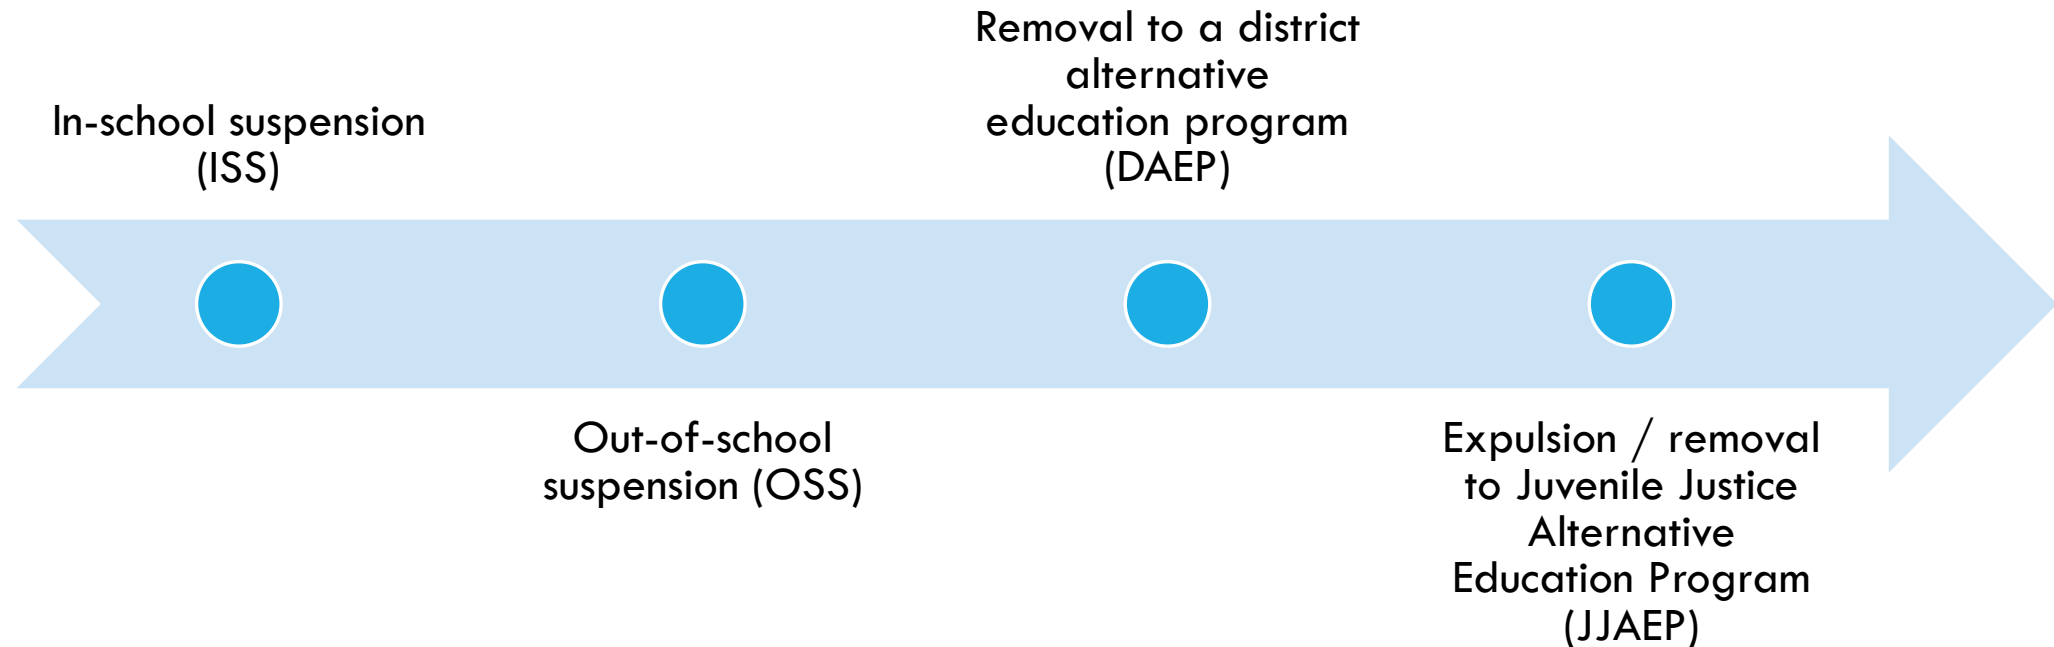 In-school suspension
(ISS)
Out-of-school
suspension (OSS)
Removal to a district
alternative
education program
(DAEP)
Expulsion / removal
to Juvenile Justice
Alternative
Education Program
(JJAEP)